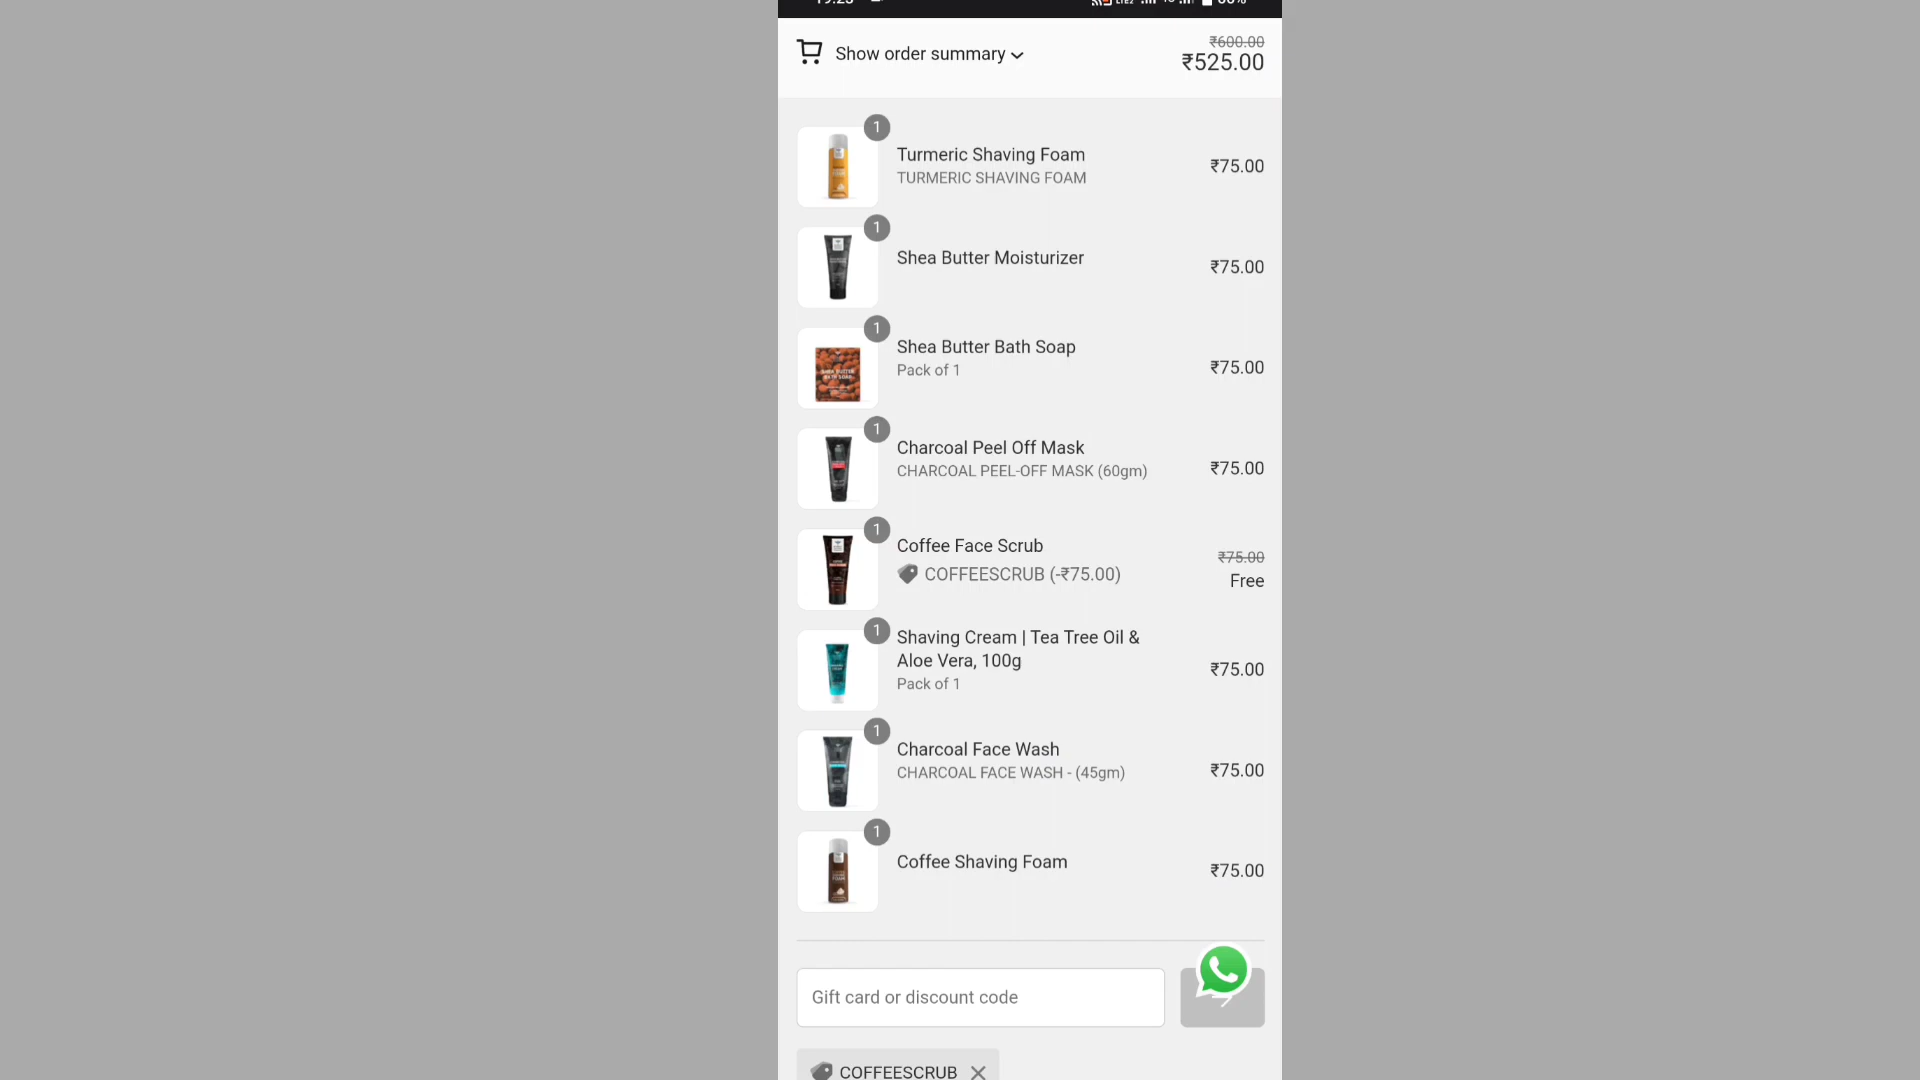 Show order summary
₹600.00
₹525.00
1
Turmeric Shaving Foam
TURMERIC SHAVING FOAM
₹75.00
1
Shea Butter Moisturizer
₹75.00
1
Shea Butter Bath Soap
Pack of 1
₹75.00
1
Charcoal Peel Off Mask
CHARCOAL PEEL-OFF MASK (60gm)
₹75.00
1
Coffee Face Scrub
COFFEESCRUB (-₹75.00)
₹75.00
Free
1
Shaving Cream | Tea Tree Oil &
Aloe Vera, 100g
Pack of 1
₹75.00
1
Charcoal Face Wash
CHARCOAL FACE WASH - (45gm)
₹75.00
1
Coffee Shaving Foam
₹75.00
Gift card or discount code
COFFEESCRUB